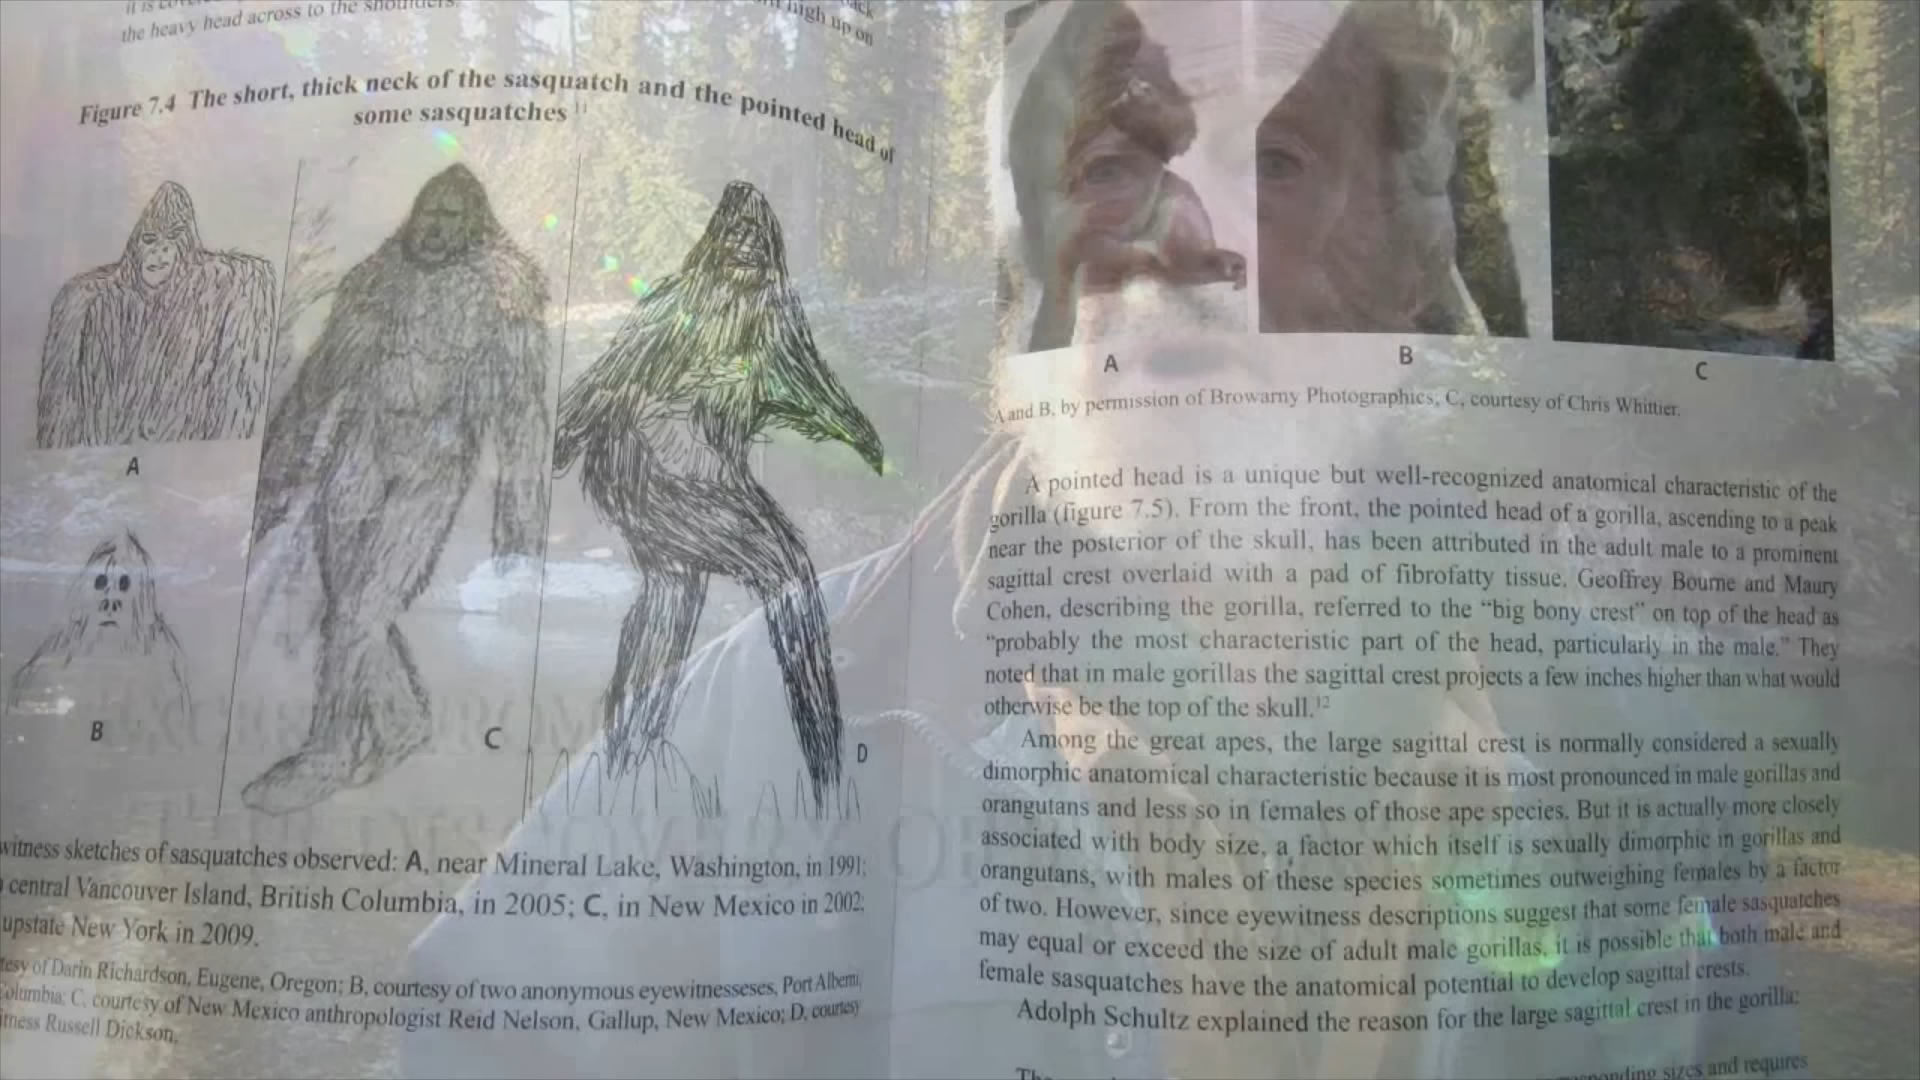 the heavy head across to the shoulders.
high up on
Figure 7.4 The short, thick neck of the sasquatch and the pointed head of
some sasquatches 11
A
B
C
D
witness sketches of sasquatches observed: A, near Mineral Lake, Washington, in 1991;
central Vancouver Island, British Columbia, in 2005; C, in New Mexico in 2002;
upstate New York in 2009.
tesy of Darin Richardson, Eugene, Oregon; B, courtesy of two anonymous eyewitnesseses, Port Alberni,
Columbia; C, courtesy of New Mexico anthropologist Reid Nelson, Gallup, New Mexico; D, courtesy
itness Russell Dickson.
A
B
C
A and B, by permission of Browarny Photographics; C, courtesy of Chris Whittier.
A pointed head is a unique but well-recognized anatomical characteristic of the
gorilla (figure 7.5). From the front, the pointed head of a gorilla, ascending to a peak
near the posterior of the skull, has been attributed in the adult male to a prominent
sagittal crest overlaid with a pad of fibrofatty tissue. Geoffrey Bourne and Maury
Cohen, describing the gorilla, referred to the “big bony crest” on top of the head as
“probably the most characteristic part of the head, particularly in the male.” They
noted that in male gorillas the sagittal crest projects a few inches higher than what would
otherwise be the top of the skull.12
Among the great apes, the large sagittal crest is normally considered a sexually
dimorphic anatomical characteristic because it is most pronounced in male gorillas and
orangutans and less so in females of those ape species. But it is actually more closely
associated with body size, a factor which itself is sexually dimorphic in gorillas and
orangutans, with males of these species sometimes outweighing females by a factor
of two. However, since eyewitness descriptions suggest that some female sasquatches
may equal or exceed the size of adult male gorillas, it is possible that both male and
female sasquatches have the anatomical potential to develop sagittal crests.
Adolph Schultz explained the reason for the large sagittal crest in the gorilla:
sizes and requires